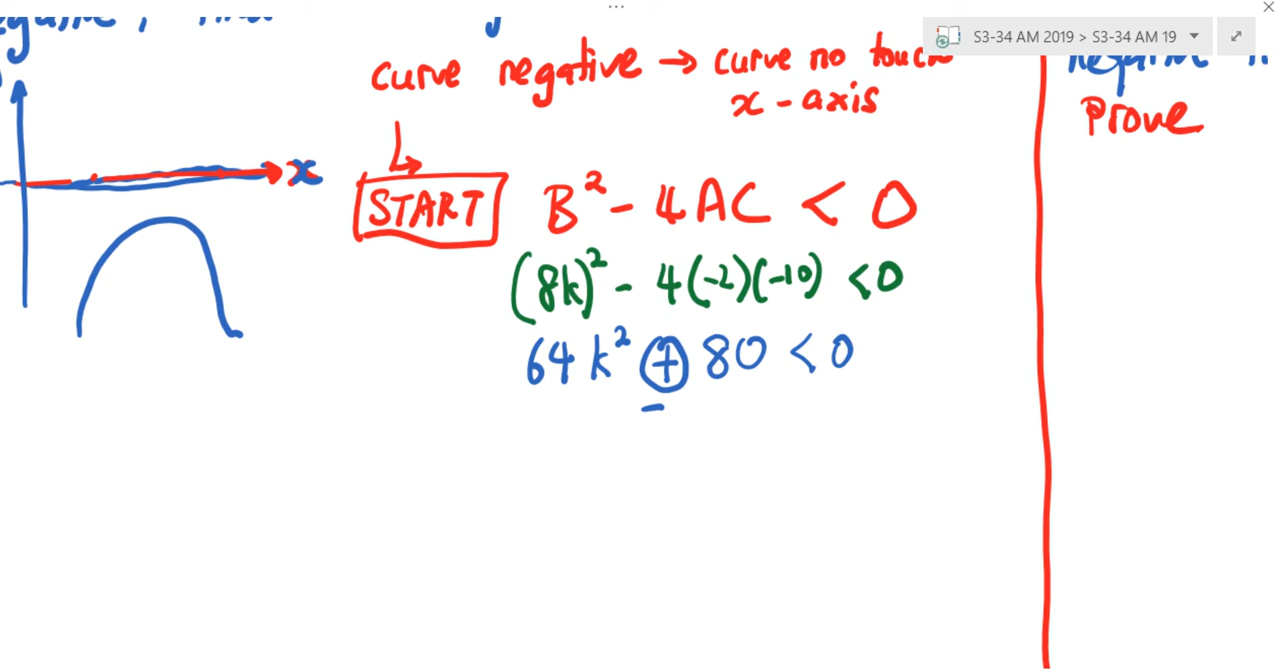 S3-34 AM 2019 > S3-34 AM 19
curve negative → curve no touch
x - axis
Prove
x
START B² - 4AC < 0
(8k)² - 4(-2)(-10) < 0
64k² + 80 < 0
-